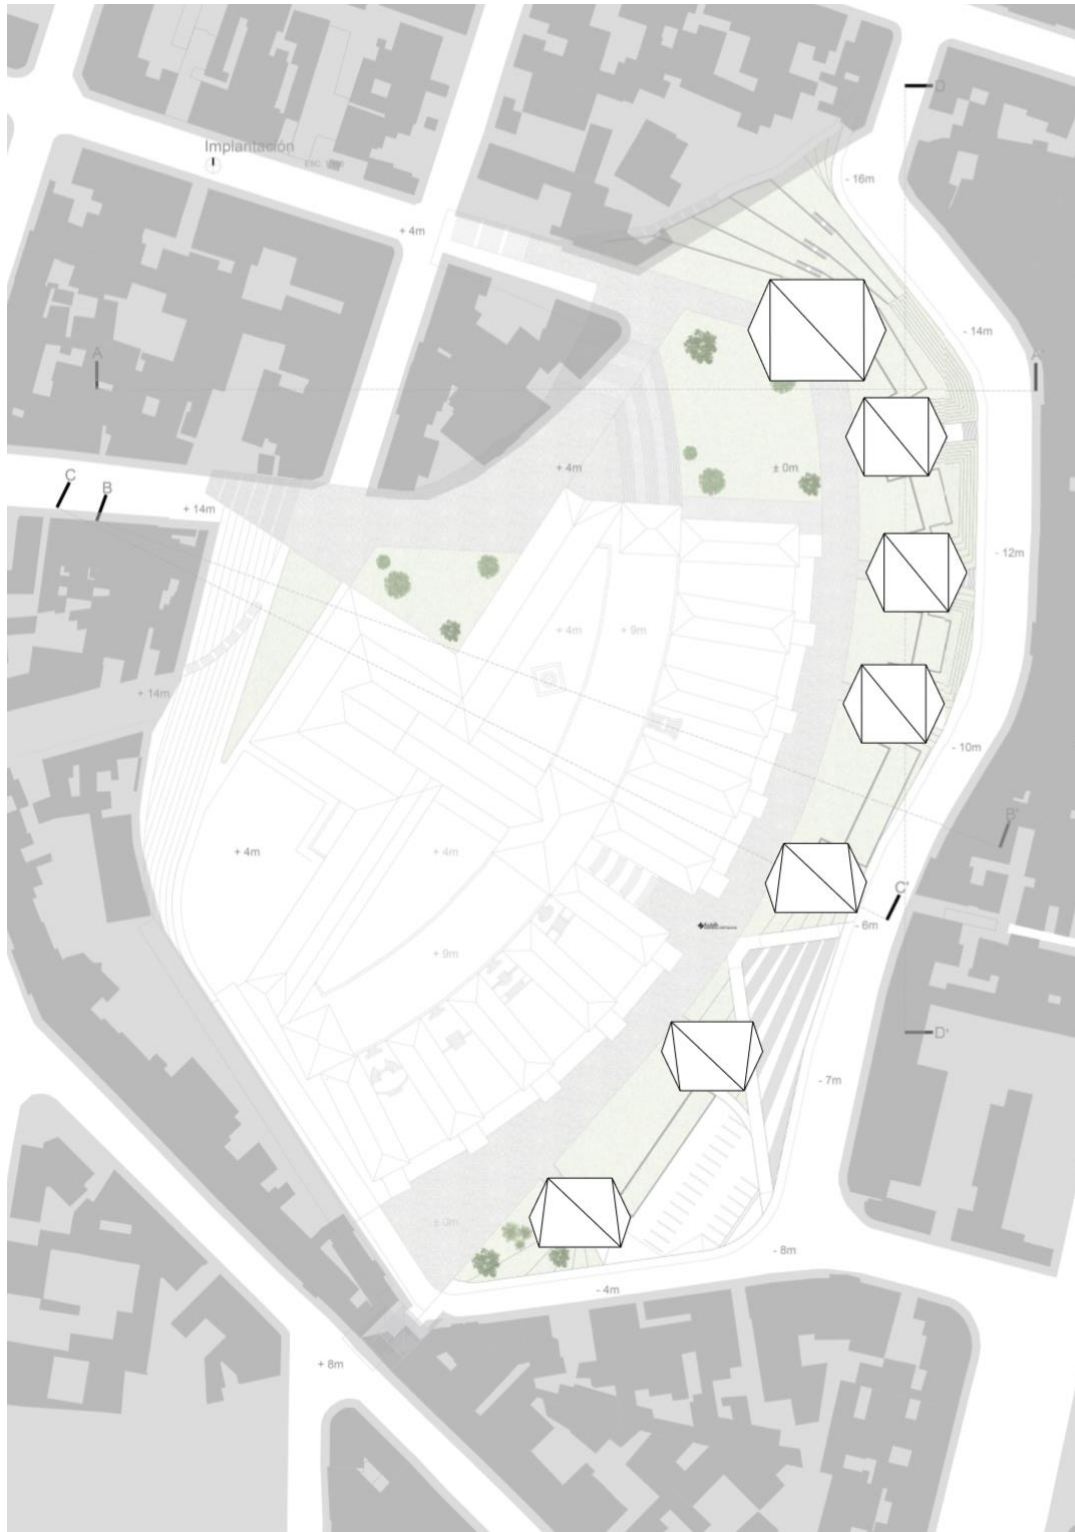 D
Implantación
- 16m
+ 4m
- 14m
A
A'
+ 4m
± 0m
C
B
+ 14m
- 12m
+ 4m
+ 9m
+ 14m
- 10m
B'
+ 4m
+ 4m
C'
- 6m
+ 9m
D'
- 7m
± 0m
- 8m
- 4m
+ 8m